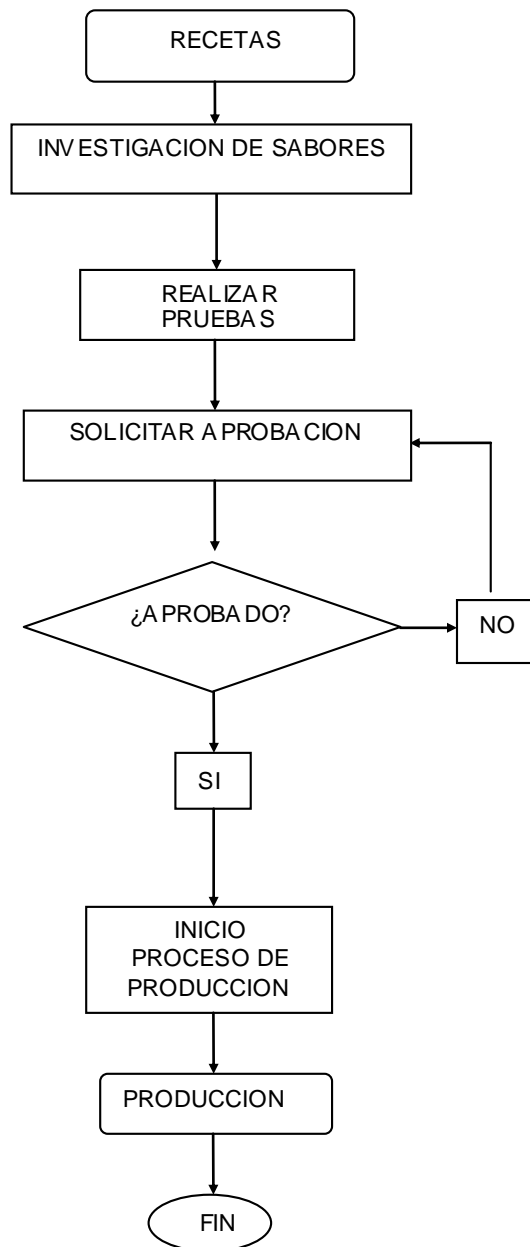 RECETAS
INVESTIGACION DE SABORES
REALIZAR
PRUEBAS
SOLICITAR APROBACION
¿APROBADO?
NO
SI
INICIO
PROCESO DE
PRODUCCION
PRODUCCION
FIN